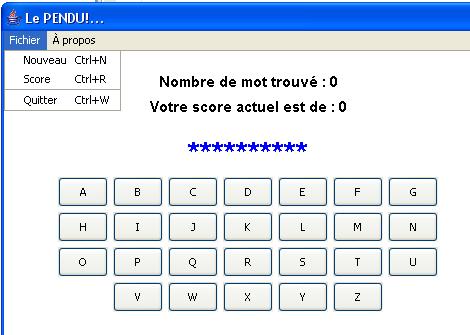 Le PENDU!...
Fichier À propos
Nouveau Ctrl+N
Score Ctrl+R
Quitter Ctrl+W
Nombre de mot trouvé : 0
Votre score actuel est de : 0
**********
A B C D E F G
H I J K L M N
O P Q R S T U
V W X Y Z